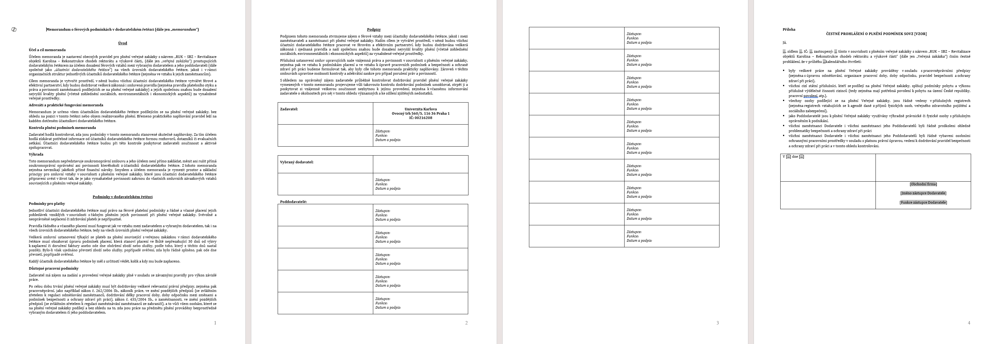 Memorandum o férových podmínkách v dodavatelském řetězci (dále jen „memorandum“)
Úvod
Účel a cíl memoranda
Účelem memoranda je nastavení obecných pravidel pro plnění veřejné zakázky s názvem „RUK – SBZ – Revitalizace
objektů Karolina – Rekonstrukce chodeb rektorátu a výukové části„ (dále jen „veřejná zakázka“) prostupujících
dodavatelským řetězcem za účelem dosažení férových vztahů mezi vybraným dodavatelem a jeho poddodavateli (dále
společně jako „účastníci dodavatelského řetězce“) na všech úrovních dodavatelského řetězce, jakož i v rámci
organizačních struktur jednotlivých účastníků dodavatelského řetězce (zejména ve vztahu k jejich zaměstnancům).
Cílem memoranda je vytvořit prostředí, v němž budou všichni účastníci dodavatelského řetězce vytvářet férové a
efektivní partnerství, kdy budou dodržovat veškerá zákonná i smluvená pravidla (zejména pravidla platebního styku a
práva a povinnosti zaměstnanců podílejících se na plnění veřejné zakázky) a jejich společnou snahou bude dosažení
nejvyšší kvality plnění (včetně zohlednění sociálních, environmentálních i ekonomických aspektů) za vynaložené
veřejné prostředky.
Adresáti a praktické fungování memoranda
Memorandum je určeno všem účastníkům dodavatelského řetězce podílejícím se na plnění veřejné zakázky, bez
ohledu na pozici v tomto řetězci nebo objem realizovaného plnění. Břemeno praktického naplňování pravidel leží na
každém dotčeném účastníkovi dodavatelského řetězce.
Kontrola plnění podmínek memoranda
Zadavatel hodlá kontrolovat, zda jsou podmínky v tomto memorandu stanovené skutečně naplňovány. Za tím účelem
hodlá získávat potřebné informace od účastníků dodavatelského řetězce formou rozhovorů, dotazníků či evaluačních
setkání. Účastníci dodavatelského řetězce budou při této kontrole poskytovat zadavateli součinnost a aktivně
spolupracovat.
Výhrada
Toto memorandum nepředstavuje soukromoprávní smlouvu a jeho účelem není přímo zakládat, měnit ani rušit přímá
soukromoprávní oprávnění ani povinnosti kteréhokoli z účastníků dodavatelského řetězce. Z tohoto memoranda
zejména nevznikají jakékoli přímé finanční nároky. Smyslem a účelem memoranda je vymezit prostor a základní
principy pro smluvní vztahy v souvislosti s plněním veřejné zakázky, které jsou účastníci dodavatelského řetězce
připraveni uvést v život tak, že je jako vymahatelné povinnosti zahrnou do vlastních smluvních závazkových vztahů
souvisejících s plněním veřejné zakázky.
Podmínky v dodavatelském řetězci
Podmínky pro platby
Jednotliví účastníci dodavatelského řetězce mají právo na férové platební podmínky a řádné a včasné placení jejich
pohledávek vzniklých v souvislosti s řádným plněním jejich povinností při plnění veřejné zakázky. Svévolné a
neoprávněné neplacení či zdržování plateb je nepřípustné.
Pravidla řádného a včasného placení musí fungovat jak ve vztahu mezi zadavatelem a vybraným dodavatelem, tak i na
všech úrovních dodavatelského řetězce, tedy na všech úrovních plnění veřejné zakázky.
Veškerá smluvní ustanovení týkající se plateb za plnění související s veřejnou zakázkou v rámci dodavatelského
řetězce musí obsahovat úpravu podmínek placení, která stanoví placení ve lhůtě nepřesahující 30 dnů od výzvy
k zaplacení či doručení faktury anebo ode dne obdržení zboží nebo služby, podle toho, který z těchto dnů nastal
později. Bylo-li však ujednáno převzetí zboží nebo služby, popřípadě ověření, zda bylo řádně splněno, pak ode dne
převzetí, popřípadě ověření.
Každý účastník dodavatelského řetězce by měl s určitostí vědět, kolik a kdy mu bude zaplaceno.
Důstojné pracovní podmínky
Zadavatel má zájem na zadání a provedení veřejné zakázky plně v souladu se závaznými pravidly pro výkon závislé
práce.
Po celou dobu trvání plnění veřejné zakázky musí být dodržovány veškeré relevantní právní předpisy, zejména pak
pracovněprávní, jako například zákon č. 262/2006 Sb., zákoník práce, ve znění pozdějších předpisů (se zvláštním
zřetelem k regulaci odměňování zaměstnanců, dodržování délky pracovní doby, doby odpočinku mezi směnami a
podmínek bezpečnosti a ochrany zdraví při práci), zákon č. 435/2004 Sb., o zaměstnanosti, ve znění pozdějších
předpisů (se zvláštním zřetelem k regulaci zaměstnávání zaměstnanců ze zahraničí), a to vůči všem osobám, které se
na plnění veřejné zakázky podílejí a bez ohledu na to, zda jsou práce na předmětu plnění prováděny bezprostředně
vybraným dodavatelem či jeho poddodavatelem.
1
Podpisy
Podpisem tohoto memoranda stvrzujeme zájem o férové vztahy mezi účastníky dodavatelského řetězce, jakož i mezi
zaměstnavateli a zaměstnanci při plnění veřejné zakázky. Naším cílem je vytvářet prostředí, v němž budou všichni
účastníci dodavatelského řetězce pracovat ve férovém a efektivním partnerství, kdy budou dodržována veškerá
zákonná i sjednaná pravidla a naší společnou snahou bude dosažení nejvyšší kvality plnění (včetně zohlednění
sociálních, environmentálních i ekonomických aspektů) za vynaložené veřejné prostředky.
Příslušná ustanovení smluv upravujících naše vzájemná práva a povinnosti v souvislosti s plněním veřejné zakázky,
zejména pak ve vztahu k podmínkám placení a ve vztahu k úpravě pracovních podmínek a bezpečnosti a ochraně
zdraví při práci budeme formulovat tak, aby byly cíle tohoto memoranda prakticky naplňovány. Zároveň v těchto
smlouvách upravíme možnosti kontroly a adekvátní sankce pro případ porušení práv a povinností.
S ohledem na oprávněný zájem zadavatele průběžně kontrolovat dodržování pravidel plnění veřejné zakázky
vymezených v tomto memorandu projevujeme vůli takovouto kontrolu dodržování podmínek umožňovat, strpět ji a
poskytovat si vzájemně veškerou součinnost nezbytnou k jejímu provedení, zejména k včasnému informování
zadavatele o okolnostech pro něj v tomto ohledu významných a ke sdílení zjištěných nedostatků.
Zadavatel:
Univerzita Karlova
Ovocný trh 560/5, 116 36 Praha 1
IČ: 00216208
Zástupce:
Funkce:
Datum a podpis:
Vybraný dodavatel:
Zástupce:
Funkce:
Datum a podpis:
Poddodavatelé:
Zástupce:
Funkce:
Datum a podpis:
Zástupce:
Funkce:
Datum a podpis:
Zástupce:
Funkce:
Datum a podpis:
Zástupce:
Funkce:
Datum a podpis:
Zástupce:
Funkce:
Datum a podpis:
2
Zástupce:
Funkce:
Datum a podpis:
Zástupce:
Funkce:
Datum a podpis:
Zástupce:
Funkce:
Datum a podpis:
Zástupce:
Funkce:
Datum a podpis:
Zástupce:
Funkce:
Datum a podpis:
Zástupce:
Funkce:
Datum a podpis:
Zástupce:
Funkce:
Datum a podpis:
Zástupce:
Funkce:
Datum a podpis:
Zástupce:
Funkce:
Datum a podpis:
Zástupce:
Funkce:
Datum a podpis:
3
Příloha
ČESTNÉ PROHLÁŠENÍ O PLNĚNÍ PODMÍNEK SOVZ [VZOR]
Já,
…. sídlem …. IČ: …. zastoupený: … tímto v souvislosti s plněním veřejné zakázky s názvem „RUK – SBZ – Revitalizace
objektů Karolina – Rekonstrukce chodeb rektorátu a výukové části“ (dále jen „Veřejná zakázka“) činím čestné
prohlášení, že v průběhu …kalendářního čtvrtletí:
▪ byly veškeré práce na plnění Veřejné zakázky prováděny v souladu s pracovněprávními předpisy
(zejména s úpravou odměňování, organizace pracovní doby, doby odpočinku, pravidel bezpečnosti a ochrany
zdraví při práci),
▪ všichni cizí státní příslušníci, kteří se podílejí na plnění Veřejné zakázky, splňují podmínky pobytu a výkonu
příslušné výdělečné činnosti cizinců (tedy zejména mají potřebná povolení k pobytu na území České republiky,
pracovní povolení, atp.),
▪ všechny osoby podílející se na plnění Veřejné zakázky, jsou řádně vedeny v příslušných registrech
(zejména registrech vztahujících se k agendě daně z příjmů fyzických osob, veřejného zdravotního pojištění a
sociálního zabezpečení),
▪ jako Poddodavatelé jsou k plnění Veřejné zakázky využívány výhradně právnické či fyzické osoby s příslušným
oprávněním k podnikání,
▪ všichni zaměstnanci Dodavatele i všichni zaměstnanci jeho Poddodavatelů byli řádně proškoleni ohledně
problematiky bezpečnosti a ochrany zdraví při práci
▪ všichni zaměstnanci Dodavatele i všichni zaměstnanci jeho Poddodavatelů byli řádně vybaveni osobními
ochrannými pracovními prostředky v souladu s platnou právní úpravou, vedeni k dodržování pravidel bezpečnosti
a ochrany zdraví při práci a v tomto ohledu kontrolováni.
V […] dne […]
[Obchodní firma]
[Jméno zástupce Dodavatele]
[Funkce zástupce Dodavatele]
4